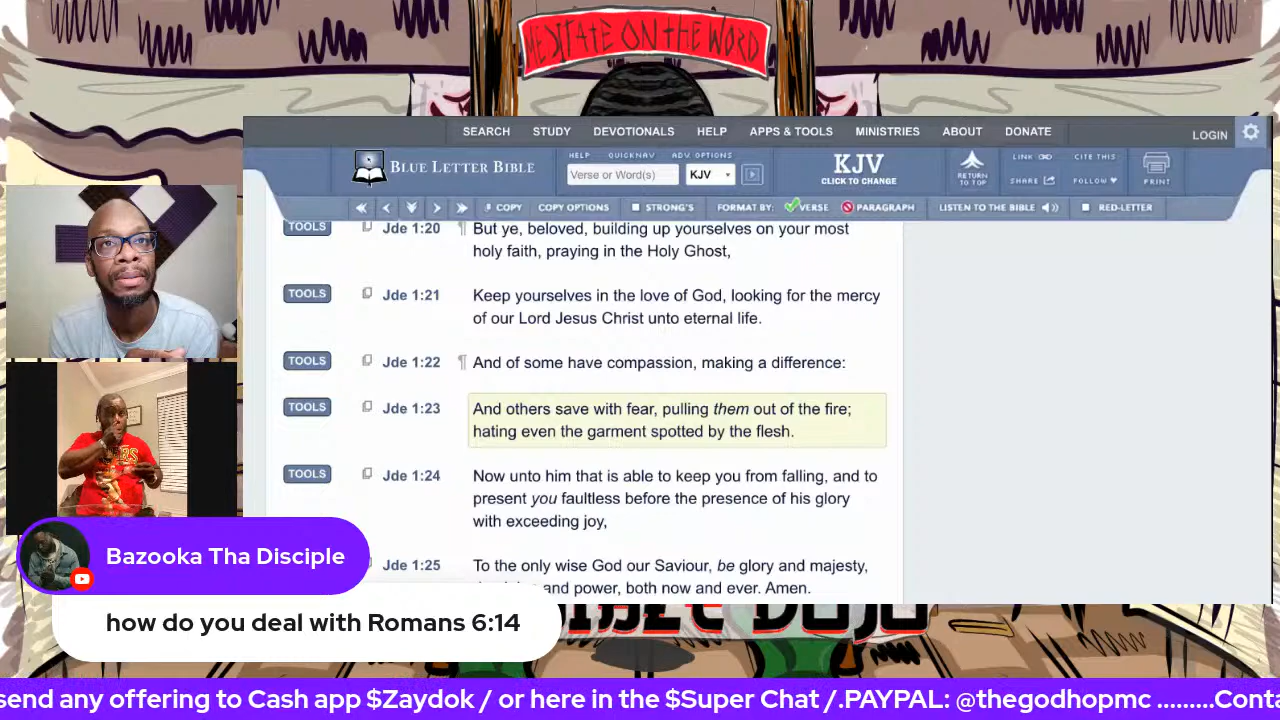 MEDITATE ON THE WORD
SEARCH STUDY DEVOTIONALS HELP APPS & TOOLS MINISTRIES ABOUT DONATE LOGIN
BLUE LETTER BIBLE
HELP QUICKNAV ADV. OPTIONS
Verse or Word(s) KJV
KJV
CLICK TO CHANGE
RETURN
TO TOP
LINK CITE THIS
SHARE FOLLOW
PRINT
COPY COPY OPTIONS STRONG'S FORMAT BY: VERSE PARAGRAPH LISTEN TO THE BIBLE RED-LETTER
TOOLS Jde 1:20 ¶ But ye, beloved, building up yourselves on your most
holy faith, praying in the Holy Ghost,
TOOLS Jde 1:21 Keep yourselves in the love of God, looking for the mercy
of our Lord Jesus Christ unto eternal life.
TOOLS Jde 1:22 ¶ And of some have compassion, making a difference:
TOOLS Jde 1:23 And others save with fear, pulling them out of the fire;
hating even the garment spotted by the flesh.
TOOLS Jde 1:24 Now unto him that is able to keep you from falling, and to
present you faultless before the presence of his glory
with exceeding joy,
Jde 1:25 To the only wise God our Saviour, be glory and majesty,
and power, both now and ever. Amen.
Bazooka Tha Disciple
how do you deal with Romans 6:14
send any offering to Cash app $Zaydok / or here in the $Super Chat /.PAYPAL: @thegodhopmc .........Conta